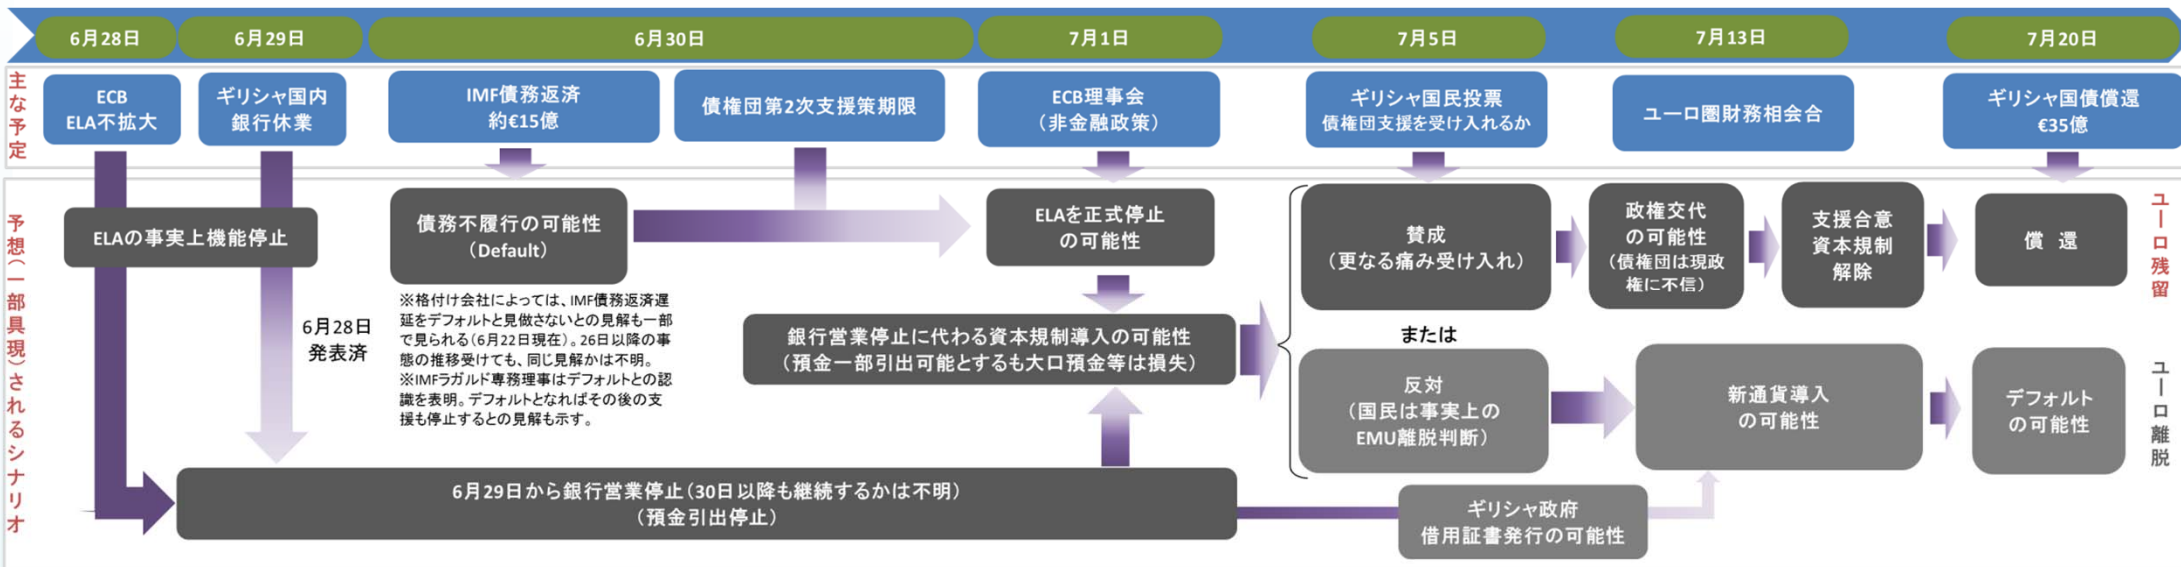 6月28日
6月29日
6月30日
7月1日
7月5日
7月13日
7月20日
主な予定
ECB
ELA不拡大
ギリシャ国内
銀行休業
IMF債務返済
約€15億
債権団第2次支援策期限
ECB理事会
（非金融政策）
ギリシャ国民投票
債権団支援を受け入れるか
ユーロ圏財務相会合
ギリシャ国債償還
€35億
予想（一部具現）されるシナリオ
ELAの事実上機能停止
6月28日
発表済
債務不履行の可能性
（Default）
※格付け会社によっては、IMF債務返済遅
延をデフォルトと見做さないとの見解も一部
で見られる（6月22日現在）。26日以降の事
態の推移受けても、同じ見解かは不明。
※IMFラガルド専務理事はデフォルトとの認
識を表明。デフォルトとなればその後の支
援も停止するとの見解も示す。
ELAを正式停止
の可能性
銀行営業停止に代わる資本規制導入の可能性
（預金一部引出可能とするも大口預金等は損失）
6月29日から銀行営業停止（30日以降も継続するかは不明）
（預金引出停止）
賛成
（更なる痛み受け入れ）
政権交代
の可能性
（債権団は現政
権に不信）
支援合意
資本規制
解除
償 還
ユーロ残留
または
反対
（国民は事実上の
EMU離脱判断）
新通貨導入
の可能性
デフォルト
の可能性
ユーロ離脱
ギリシャ政府
借用証書発行の可能性